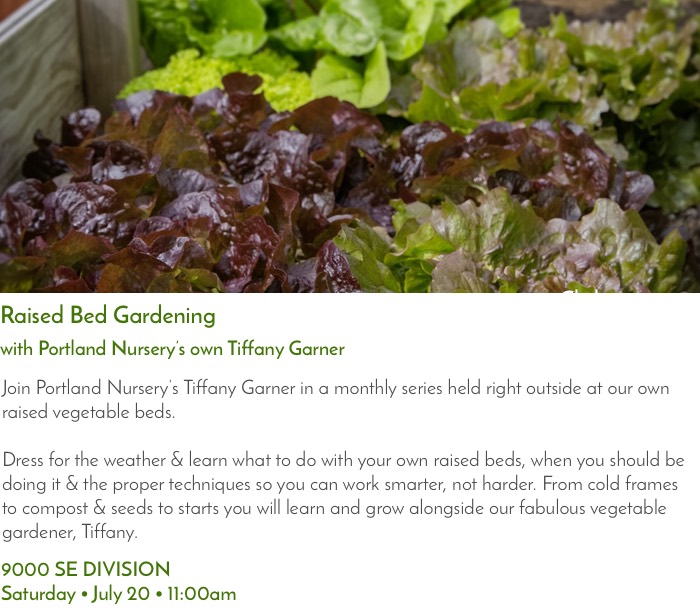 Raised Bed Gardening
with Portland Nursery's own Tiffany Garner
Join Portland Nursery's Tiffany Garner in a monthly series held right outside at our own
raised vegetable beds.
Dress for the weather & learn what to do with your own raised beds, when you should be
doing it & the proper techniques so you can work smarter, not harder. From cold frames
to compost & seeds to starts you will learn and grow alongside our fabulous vegetable
gardener, Tiffany.
9000 SE DIVISION
Saturday • July 20 • 11:00am